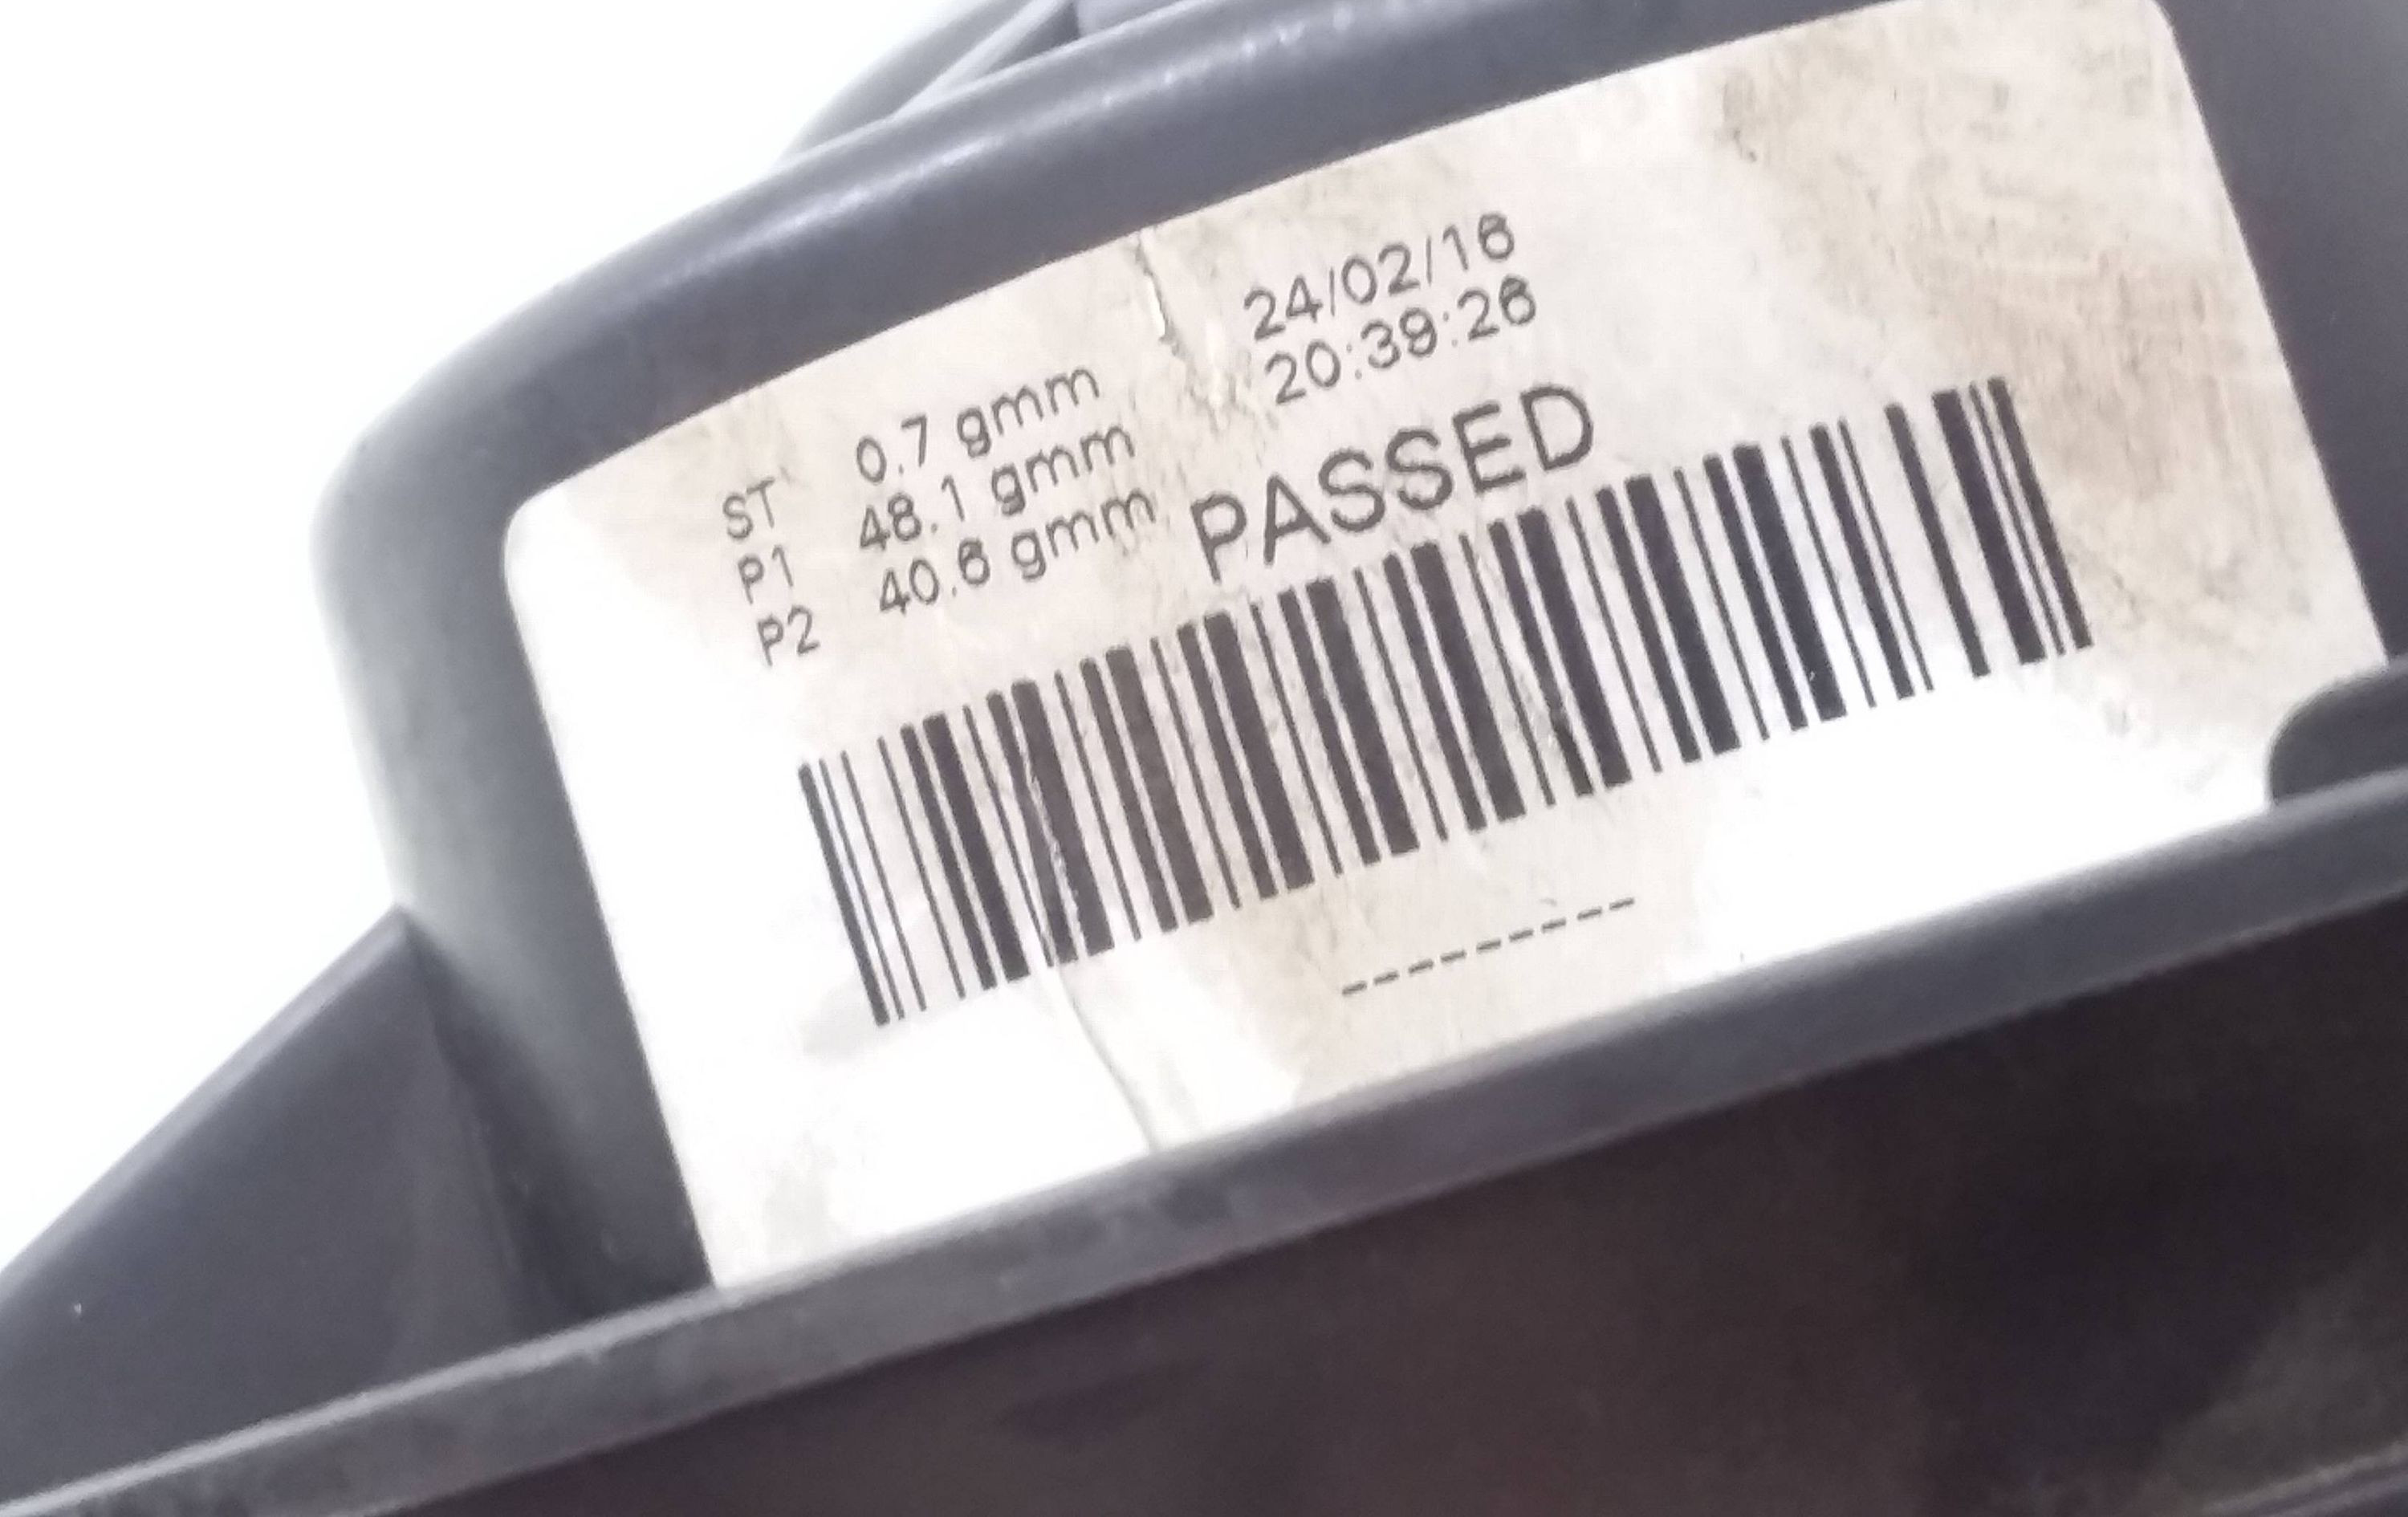 ST 0.7 gmm 24/02/16
P1 48.1 gmm 20:39:26
P2 40.6 gmm PASSED
---------